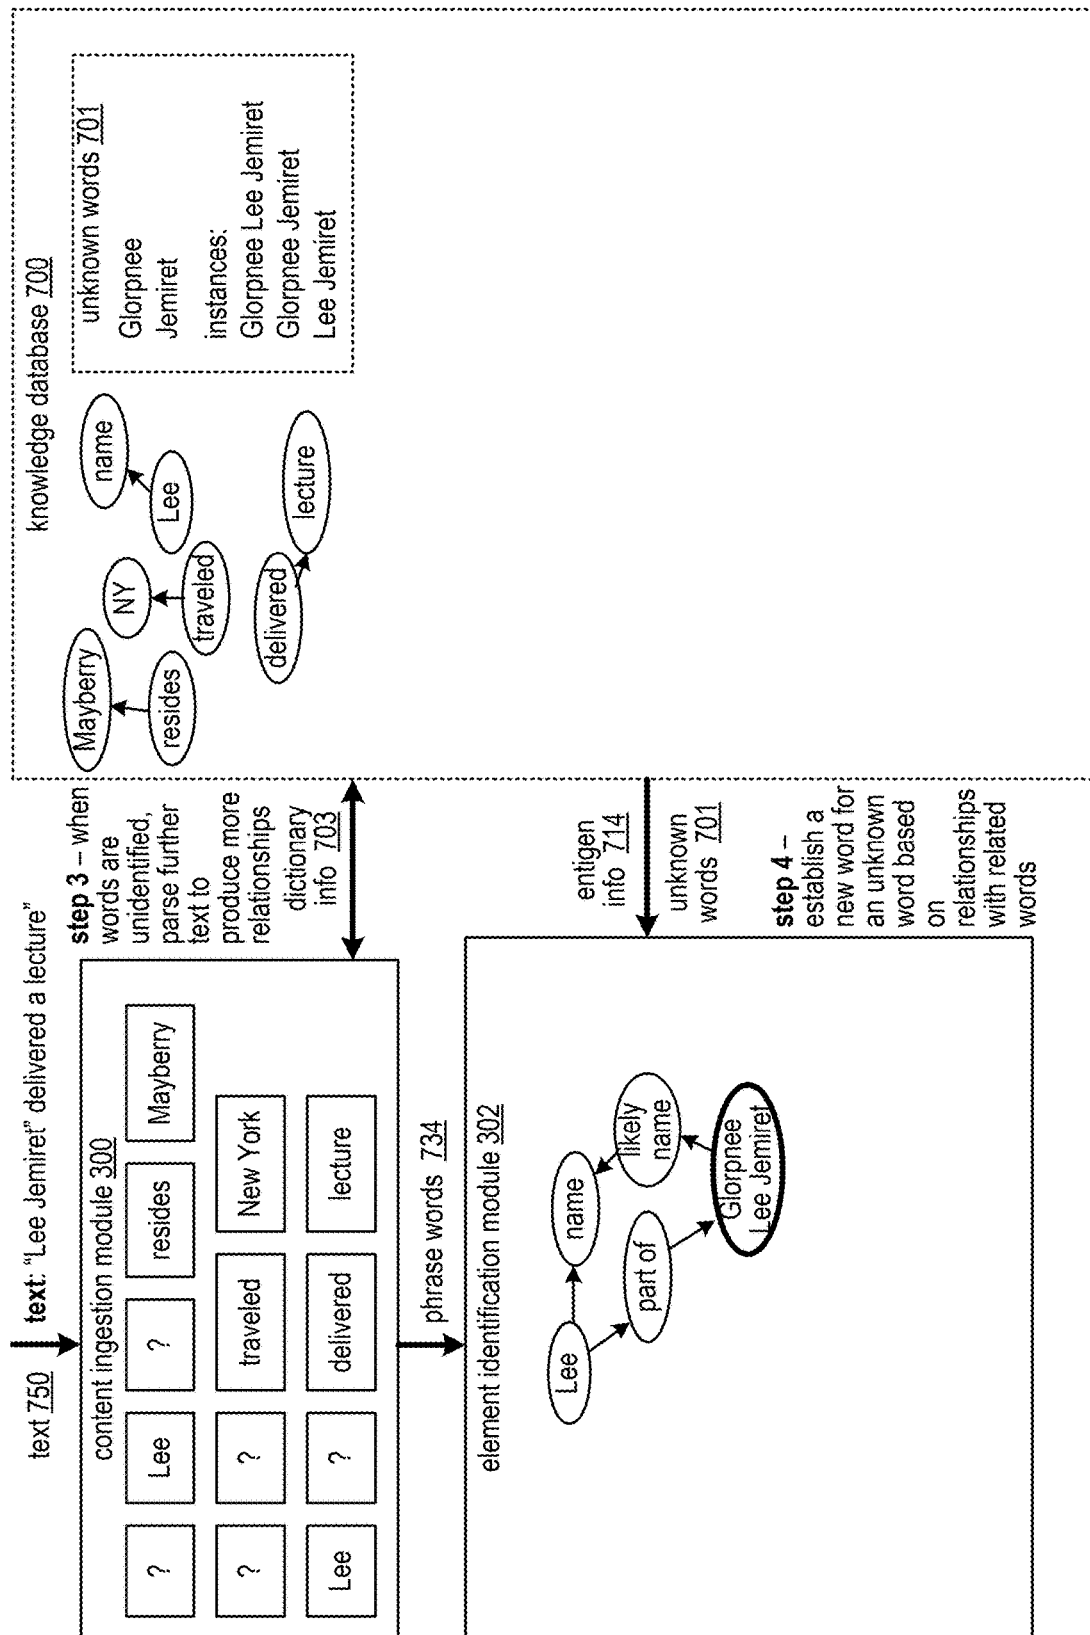 text 750
text: "Lee Jemiret" delivered a lecture"
content ingestion module 300
?
Lee
?
resides
Mayberry
?
?
traveled
New York
Lee
?
delivered
lecture
step 3 – when
words are
unidentified,
parse further
text to
produce more
relationships
dictionary
info 703
knowledge database 700
Mayberry
resides
NY
traveled
name
Lee
delivered
lecture
unknown words 701
Glorpnee
Jemiret
instances:
Glorpnee Lee Jemiret
Glorpnee Jemiret
Lee Jemiret
phrase words 734
element identification module 302
Lee
name
part of
likely
name
Glorpnee
Lee Jemiret
entigen
info 714
unknown
words 701
step 4 –
establish a
new word for
an unknown
word based
on
relationships
with related
words